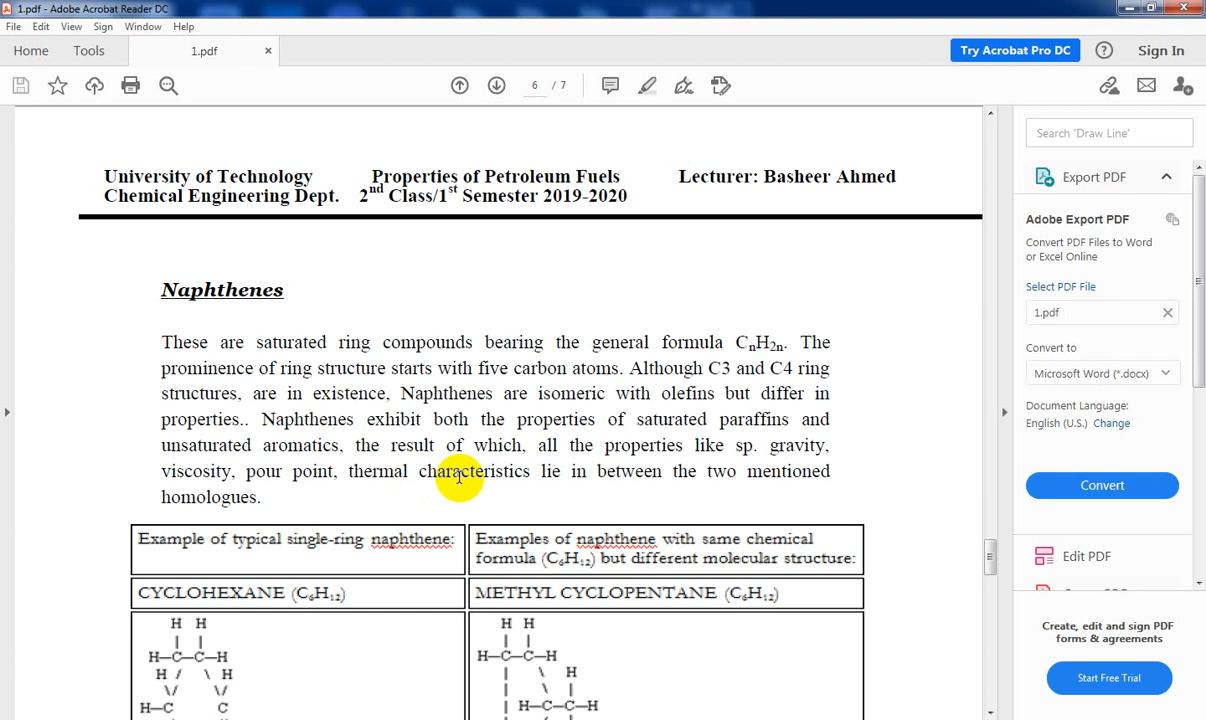 1.pdf - Adobe Acrobat Reader DC
File Edit View Sign Window Help
Home Tools 1.pdf × Try Acrobat Pro DC ? Sign In
6 / 7
University of Technology Properties of Petroleum Fuels Lecturer: Basheer Ahmed
Chemical Engineering Dept. 2nd Class/1st Semester 2019-2020
Naphthenes
These are saturated ring compounds bearing the general formula CnH2n. The
prominence of ring structure starts with five carbon atoms. Although C3 and C4 ring
structures, are in existence, Naphthenes are isomeric with olefins but differ in
properties.. Naphthenes exhibit both the properties of saturated paraffins and
unsaturated aromatics, the result of which, all the properties like sp. gravity,
viscosity, pour point, thermal characteristics lie in between the two mentioned
homologues.
Example of typical single-ring naphthene:
Examples of naphthene with same chemical
formula (C6H12) but different molecular structure:
CYCLOHEXANE (C6H12)
METHYL CYCLOPENTANE (C6H12)
H H
H–C–C–H
H H
H–C C
H H
H–C–C–H
H
H–C–C–H
Search 'Draw Line'
Export PDF
Adobe Export PDF
Convert PDF Files to Word
or Excel Online
Select PDF File
1.pdf ×
Convert to
Microsoft Word (*.docx)
Document Language:
English (U.S.) Change
Convert
Edit PDF
Create, edit and sign PDF
forms & agreements
Start Free Trial